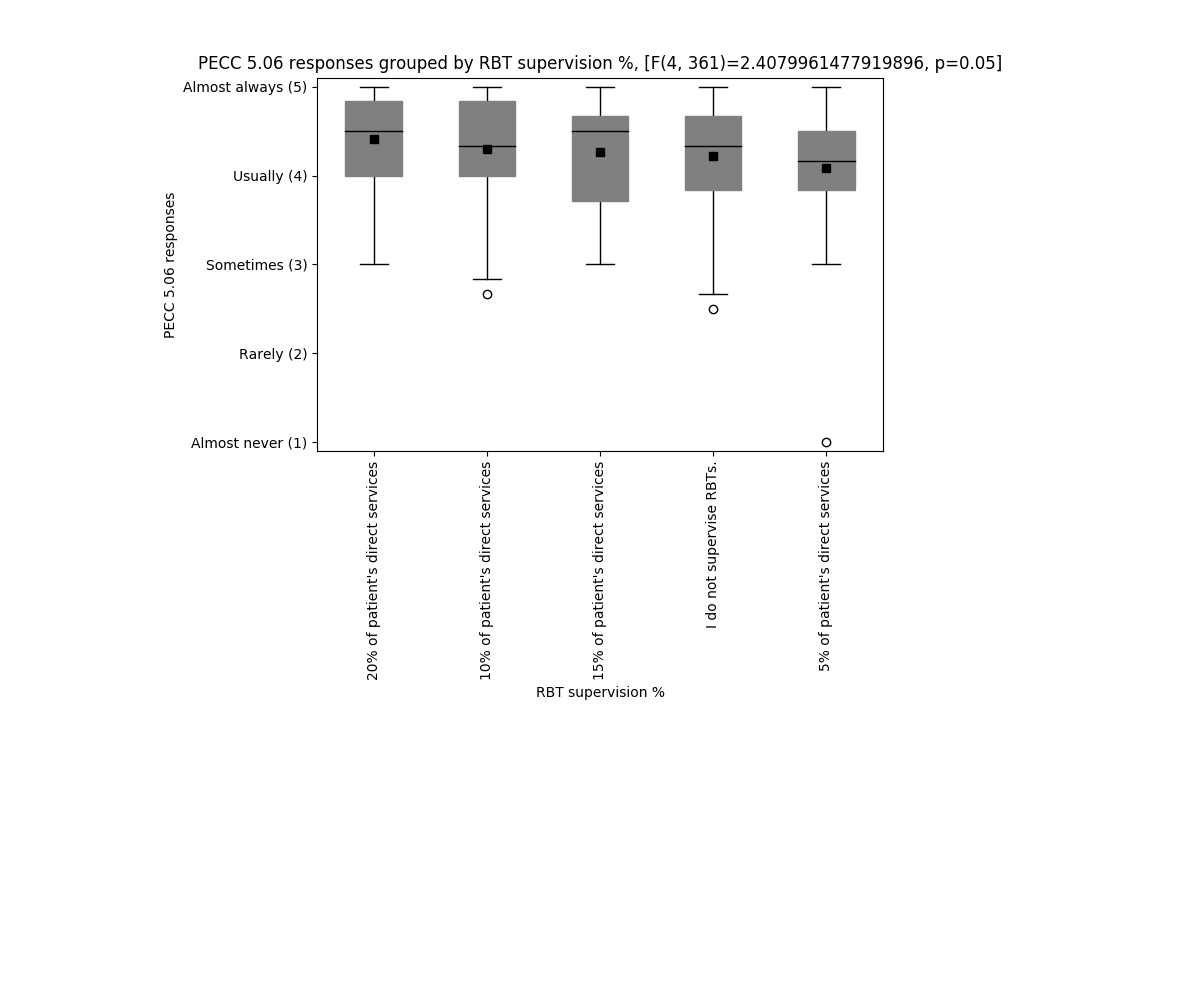 PECC 5.06 responses grouped by RBT supervision %, [F(4, 361)=2.4079961477919896, p=0.05]
Almost always (5)
Usually (4)
Sometimes (3)
Rarely (2)
Almost never (1)
PECC 5.06 responses
20% of patient's direct services
10% of patient's direct services
15% of patient's direct services
I do not supervise RBTs.
5% of patient's direct services
RBT supervision %